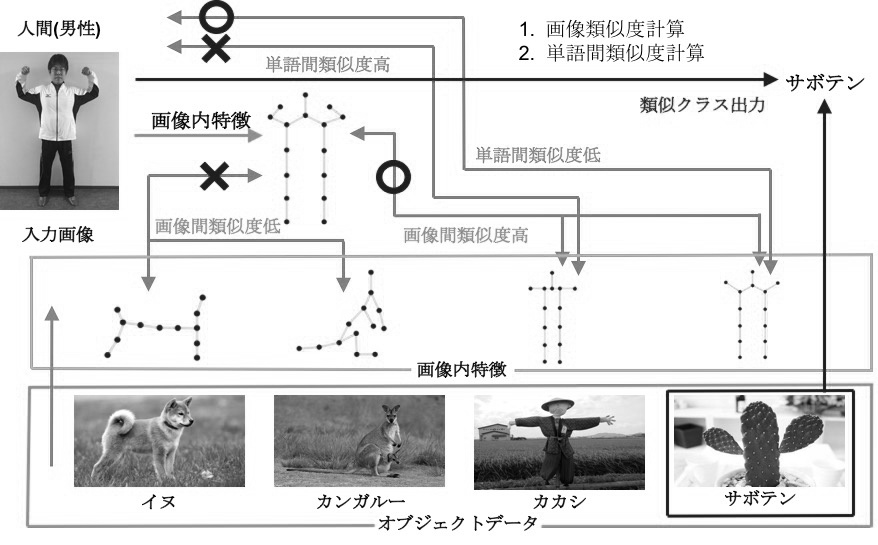 人間(男性)
1. 画像類似度計算
2. 単語間類似度計算
単語間類似度高
サボテン
類似クラス出力
画像内特徴
単語間類似度低
入力画像
画像間類似度低
画像間類似度高
画像内特徴
イヌ
カンガルー
カカシ
サボテン
オブジェクトデータ